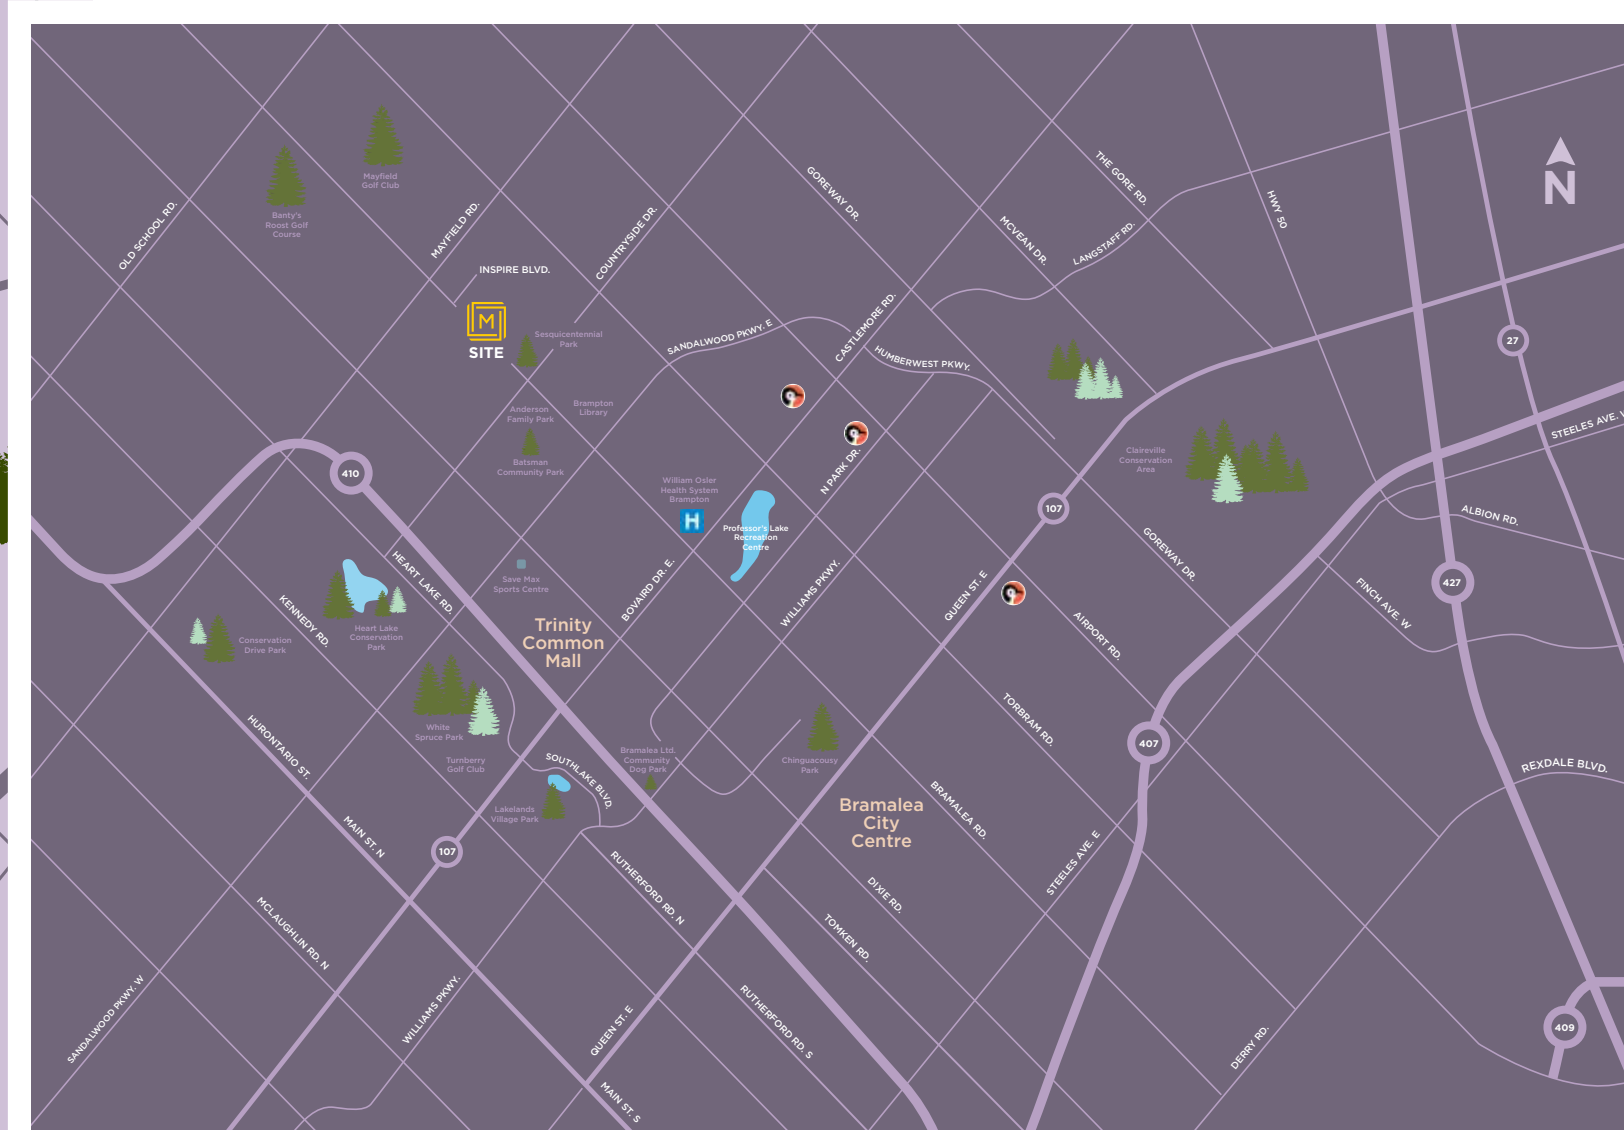 OLD SCHOOL RD.
Mayfield
Golf Club
Banty's
Roost Golf
Course
MAYFIELD RD.
COUNTRYSIDE DR.
INSPIRE BLVD.
M
SITE
Sesquicentennial
Park
SANDALWOOD PKWY. E
GOREWAY DR.
THE GORE RD.
MCVEAN DR.
LANGSTAFF RD.
HWY 50
N
27
CASTLEMORE RD.
HUMBERWEST PKWY.
Anderson
Family Park
Brampton
Library
Batsman
Community Park
410
N PARK DR.
William Osler
Health System
Brampton
H
Professor's Lake
Recreation
Centre
Claireville
Conservation
Area
STEELES AVE.
107
ALBION RD.
HEART LAKE RD.
Save Max
Sports Centre
BOVAIRD DR. E.
WILLIAMS PKWY.
QUEEN ST. E
GOREWAY DR.
427
FINCH AVE. W
KENNEDY RD.
Heart Lake
Conservation
Park
Conservation
Drive Park
Trinity
Common
Mall
AIRPORT RD.
TORBRAM RD.
407
HURONTARIO ST.
White
Spruce Park
Turnberry
Golf Club
SOUTHLAKE BLVD.
Bramalea Ltd.
Community
Dog Park
Chinguacousy
Park
REXDALE BLVD.
Lakelands
Village Park
Bramalea
City
Centre
BRAMALEA RD.
MAIN ST. N
107
RUTHERFORD RD. N
DIXIE RD.
STEELES AVE. E
TOMKEN RD.
MCLAUGHLIN RD. N
SANDALWOOD PKWY. W
WILLIAMS PKWY.
QUEEN ST. E
RUTHERFORD RD. S
DERRY RD.
409
MAIN ST. S